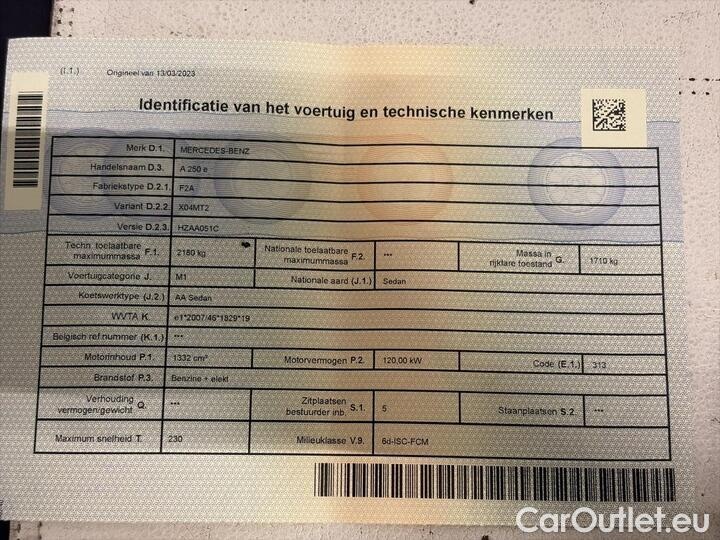 (I.1.) Origineel van 13/03/2023
Identificatie van het voertuig en technische kenmerken
Merk D.1. MERCEDES-BENZ
Handelsnaam D.3. A 250 e
Fabriekstype D.2.1. F2A
Variant D.2.2. X04MT2
Versie D.2.3. HZAA051C
Techn. toelaatbare maximummassa F.1. 2180 kg Nationale toelaatbare maximummassa F.2. *** Massa in rijklare toestand G. 1710 kg
Voertuigcategorie J. M1 Nationale aard (J.1.) Sedan
Koetswerktype (J.2.) AA Sedan
WVTA K. e1*2007/46*1829*19
Belgisch ref.nummer (K.1.) ***
Motorinhoud P.1. 1332 cm³ Motorvermogen P.2. 120,00 kW Code (E.1.) 313
Brandstof P.3. Benzine + elekt
Verhouding vermogen/gewicht Q. *** Zitplaatsen bestuurder inb. S.1. 5 Staanplaatsen S.2. ***
Maximum snelheid T. 230 Milieuklasse V.9. 6d-ISC-FCM
CarOutlet.eu